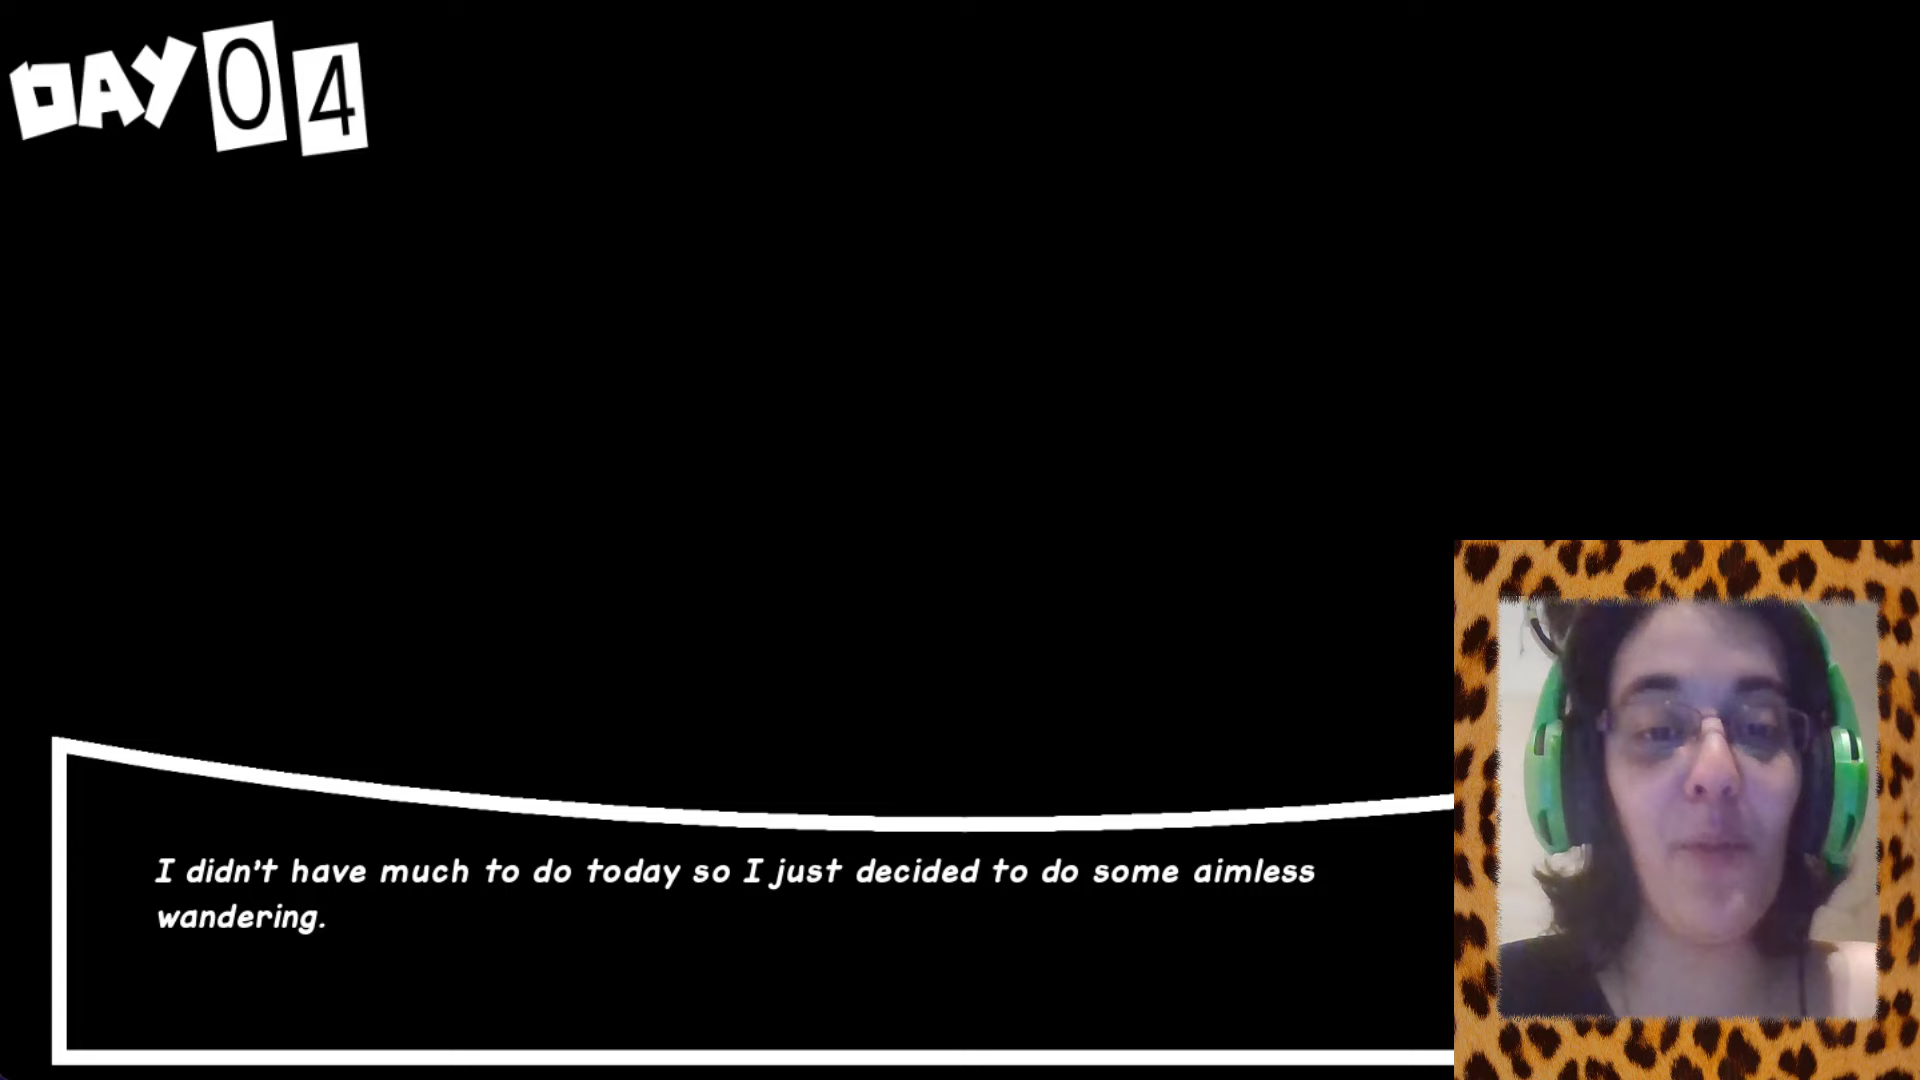 DAY 04
I didn't have much to do today so I just decided to do some aimless
wandering.